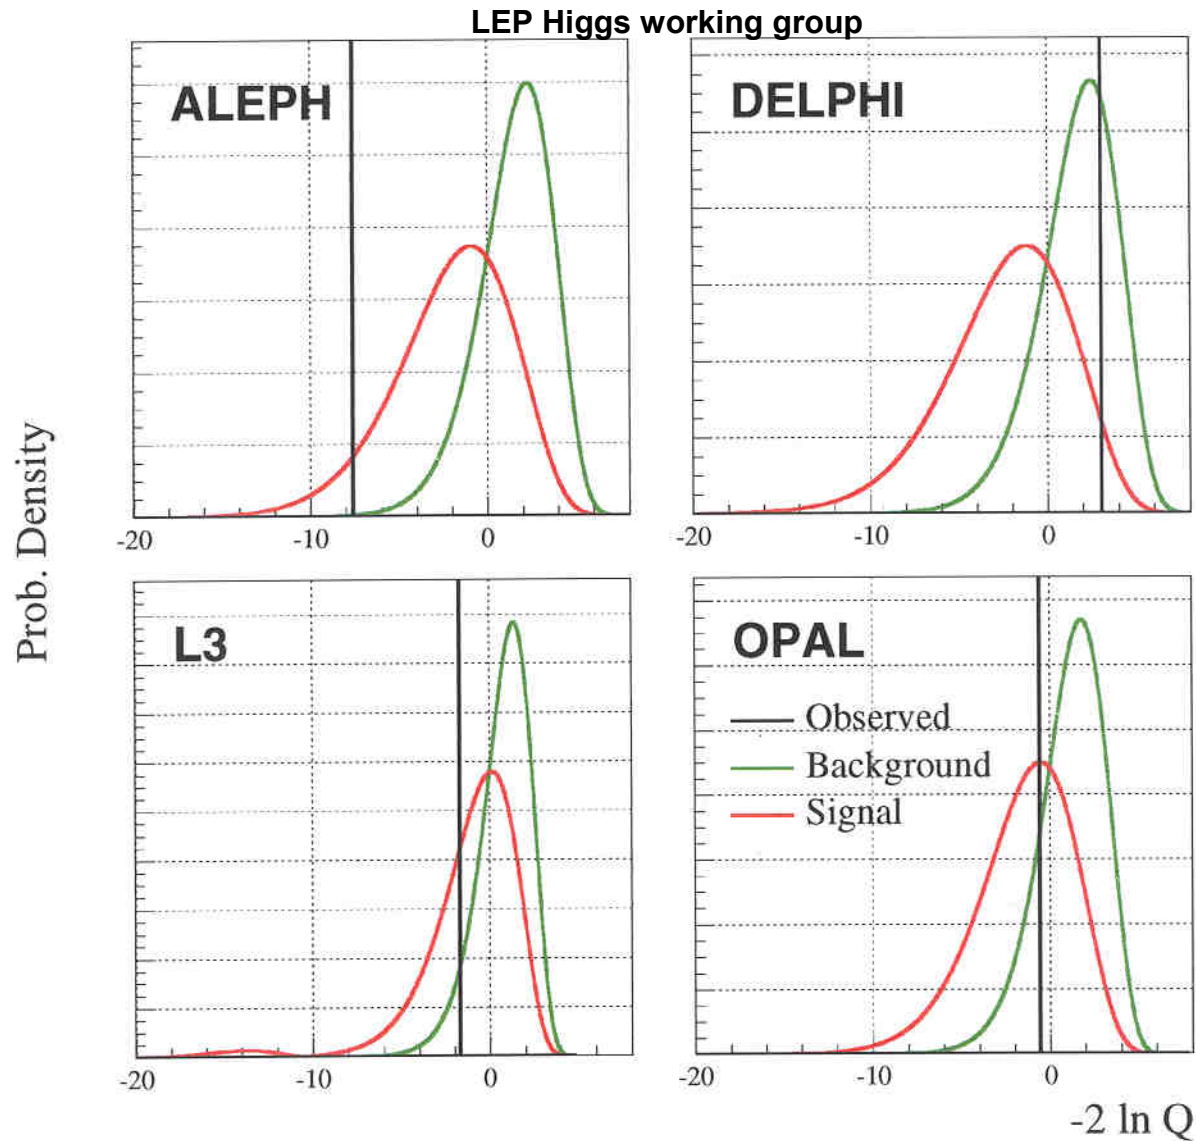 LEP Higgs working group
ALEPH
DELPHI
-20 -10 0
-20 -10 0
Prob. Density
L3
OPAL
Observed
Background
Signal
-20 -10 0
-20 -10 0
-2 ln Q